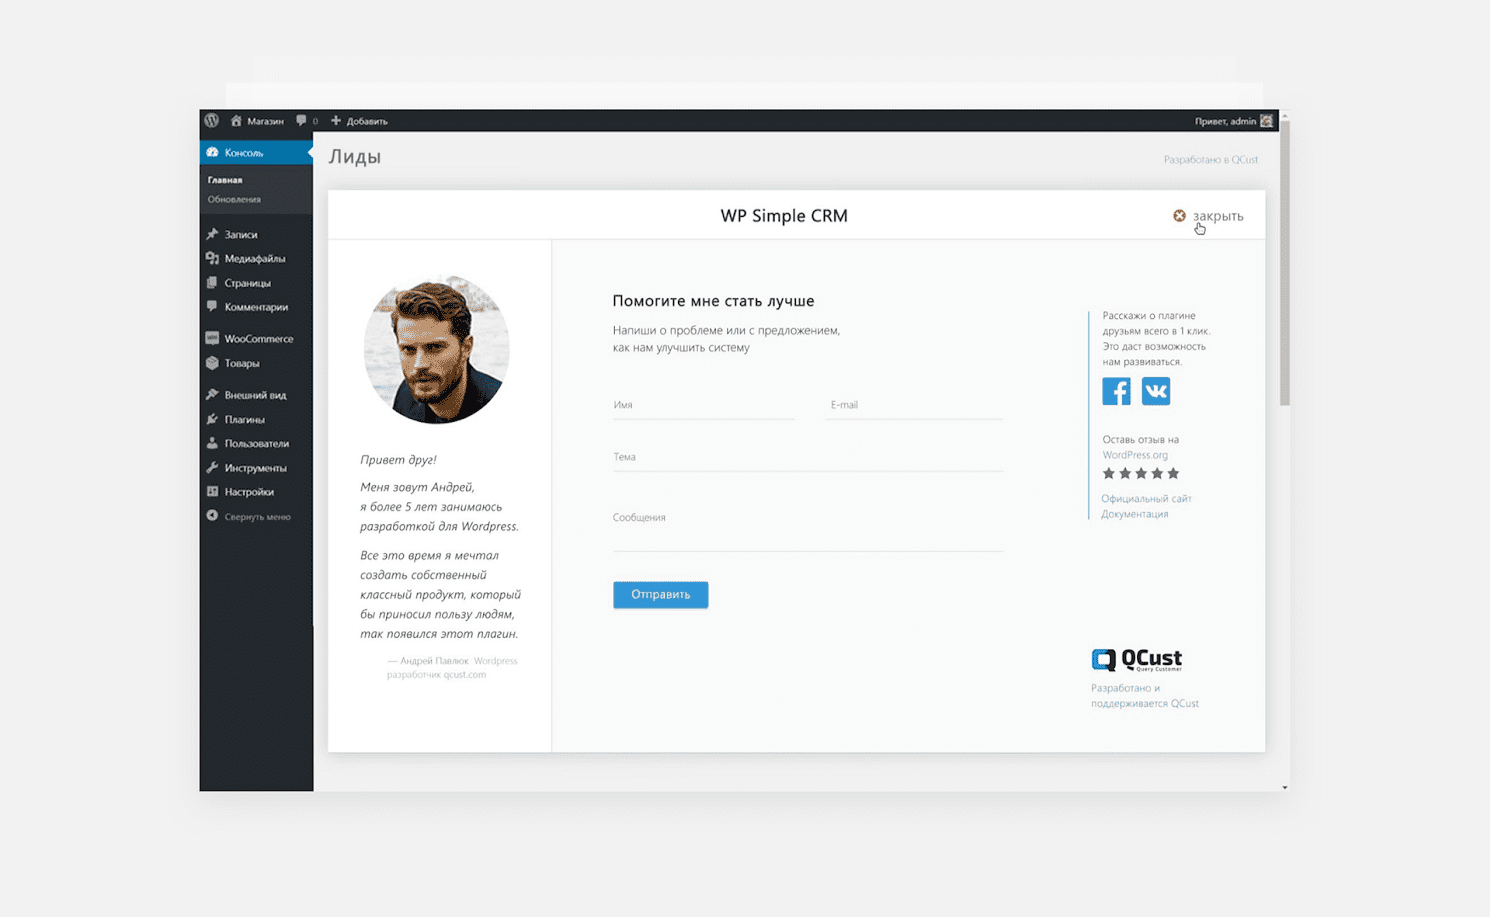 Магазин 0 Добавить
Привет, admin
Консоль
Главная
Обновления
Записи
Медиафайлы
Страницы
Комментарии
WooCommerce
Товары
Внешний вид
Плагины
Пользователи
Инструменты
Настройки
Свернуть меню
Лиды
Разработано в QCust
WP Simple CRM
закрыть
Привет друг!
Меня зовут Андрей,
я более 5 лет занимаюсь
разработкой для Wordpress.
Все это время я мечтал
создать собственный
классный продукт, который
бы приносил пользу людям,
так появился этот плагин.
— Андрей Павлюк Wordpress
разработчик qcust.com
Помогите мне стать лучше
Напиши о проблеме или с предложением,
как нам улучшить систему
Имя
E-mail
Тема
Сообщения
Отправить
Расскажи о плагине
друзьям всего в 1 клик.
Это даст возможность
нам развиваться.
Оставь отзыв на
WordPress.org
Официальный сайт
Документация
QCust
Query Customer
Разработано и
поддерживается QCust